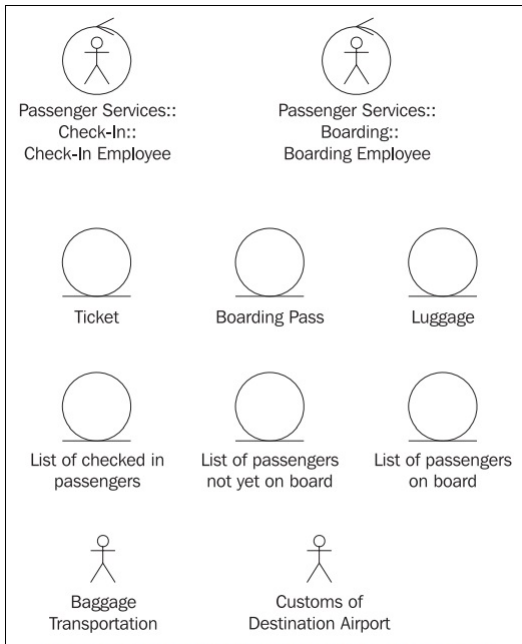 Passenger Services::
Check-In::
Check-In Employee
Passenger Services::
Boarding::
Boarding Employee
Ticket
Boarding Pass
Luggage
List of checked in
passengers
List of passengers
not yet on board
List of passengers
on board
Baggage
Transportation
Customs of
Destination Airport